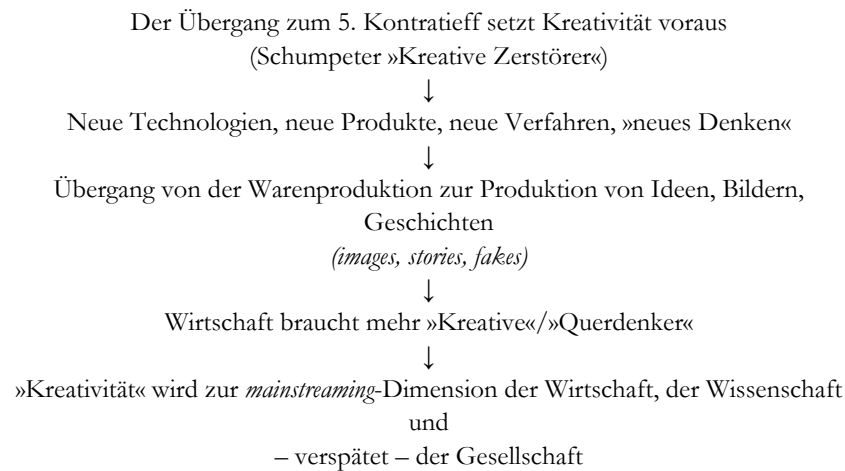 Der Übergang zum 5. Kontratieff setzt Kreativität voraus
(Schumpeter »Kreative Zerstörer«)
↓
Neue Technologien, neue Produkte, neue Verfahren, »neues Denken«
↓
Übergang von der Warenproduktion zur Produktion von Ideen, Bildern,
Geschichten
(images, stories, fakes)
↓
Wirtschaft braucht mehr »Kreative«/»Querdenker«
↓
»Kreativität« wird zur mainstreaming-Dimension der Wirtschaft, der Wissenschaft
und
– verspätet – der Gesellschaft